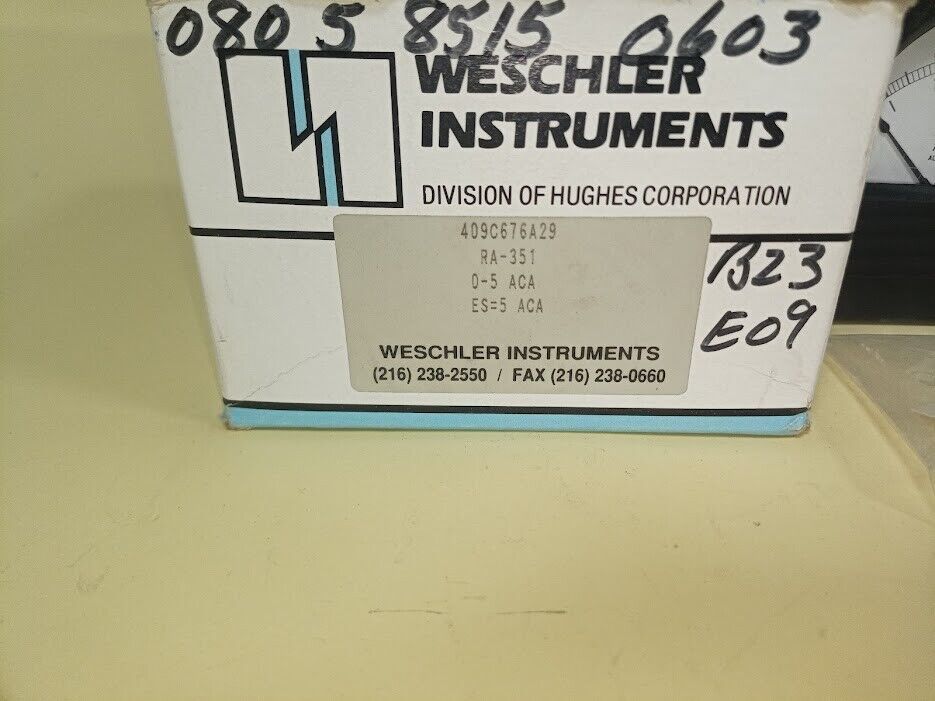 0805 8515 0603
WESCHLER
INSTRUMENTS
DIVISION OF HUGHES CORPORATION
409C676A29
RA-351
0-5 ACA
ES=5 ACA
WESCHLER INSTRUMENTS
(216) 238-2550 / FAX (216) 238-0660
B23
E09
1